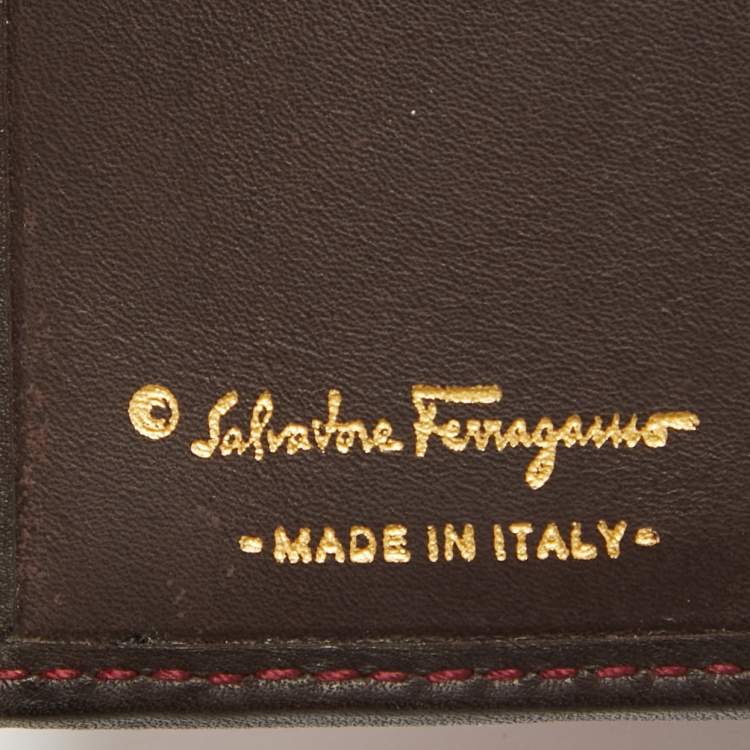 © Salvatore Ferragamo
- MADE IN ITALY -